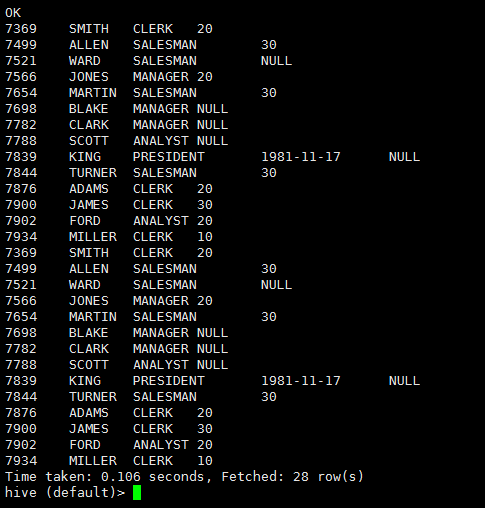 OK
7369	SMITH	CLERK	20
7499	ALLEN	SALESMAN		30
7521	WARD	SALESMAN		NULL
7566	JONES	MANAGER	20
7654	MARTIN	SALESMAN		30
7698	BLAKE	MANAGER	NULL
7782	CLARK	MANAGER	NULL
7788	SCOTT	ANALYST	NULL
7839	KING	PRESIDENT		1981-11-17	NULL
7844	TURNER	SALESMAN		30
7876	ADAMS	CLERK	20
7900	JAMES	CLERK	30
7902	FORD	ANALYST	20
7934	MILLER	CLERK	10
7369	SMITH	CLERK	20
7499	ALLEN	SALESMAN		30
7521	WARD	SALESMAN		NULL
7566	JONES	MANAGER	20
7654	MARTIN	SALESMAN		30
7698	BLAKE	MANAGER	NULL
7782	CLARK	MANAGER	NULL
7788	SCOTT	ANALYST	NULL
7839	KING	PRESIDENT		1981-11-17	NULL
7844	TURNER	SALESMAN		30
7876	ADAMS	CLERK	20
7900	JAMES	CLERK	30
7902	FORD	ANALYST	20
7934	MILLER	CLERK	10
Time taken: 0.106 seconds, Fetched: 28 row(s)
hive (default)>